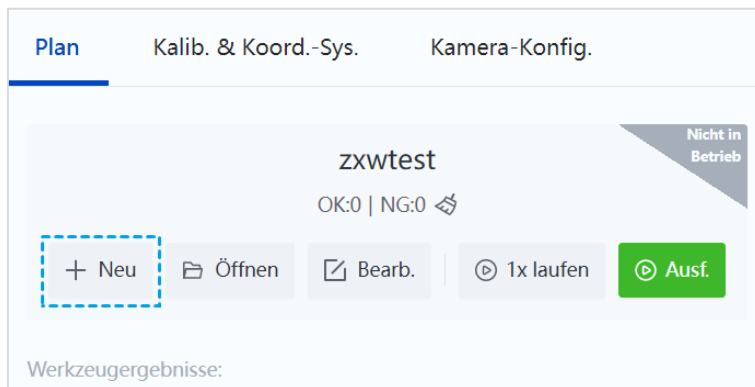 Plan Kalib. & Koord.-Sys. Kamera-Konfig.
Nicht in
Betrieb
zxwtest
OK:0 | NG:0
Neu Öffnen Bearb. 1x laufen Ausf.
Werkzeugergebnisse: